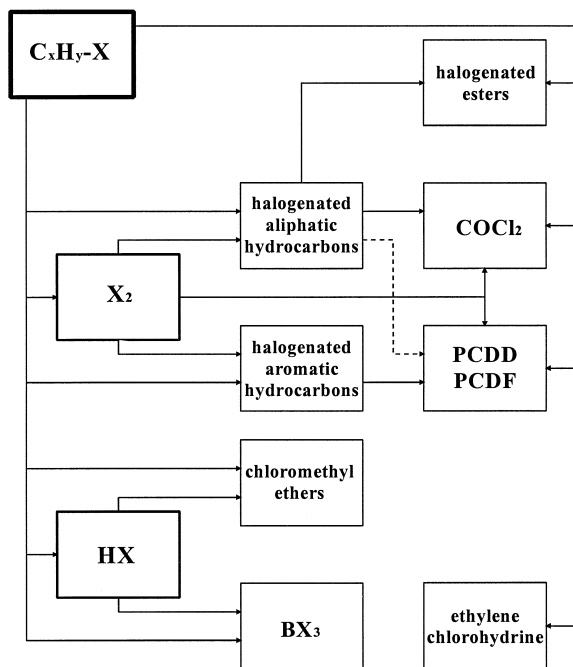 CxHy-X
halogenated
esters
halogenated
aliphatic
hydrocarbons
COCl2
X2
halogenated
aromatic
hydrocarbons
PCDD
PCDF
chloromethyl
ethers
HX
BX3
ethylene
chlorohydrine